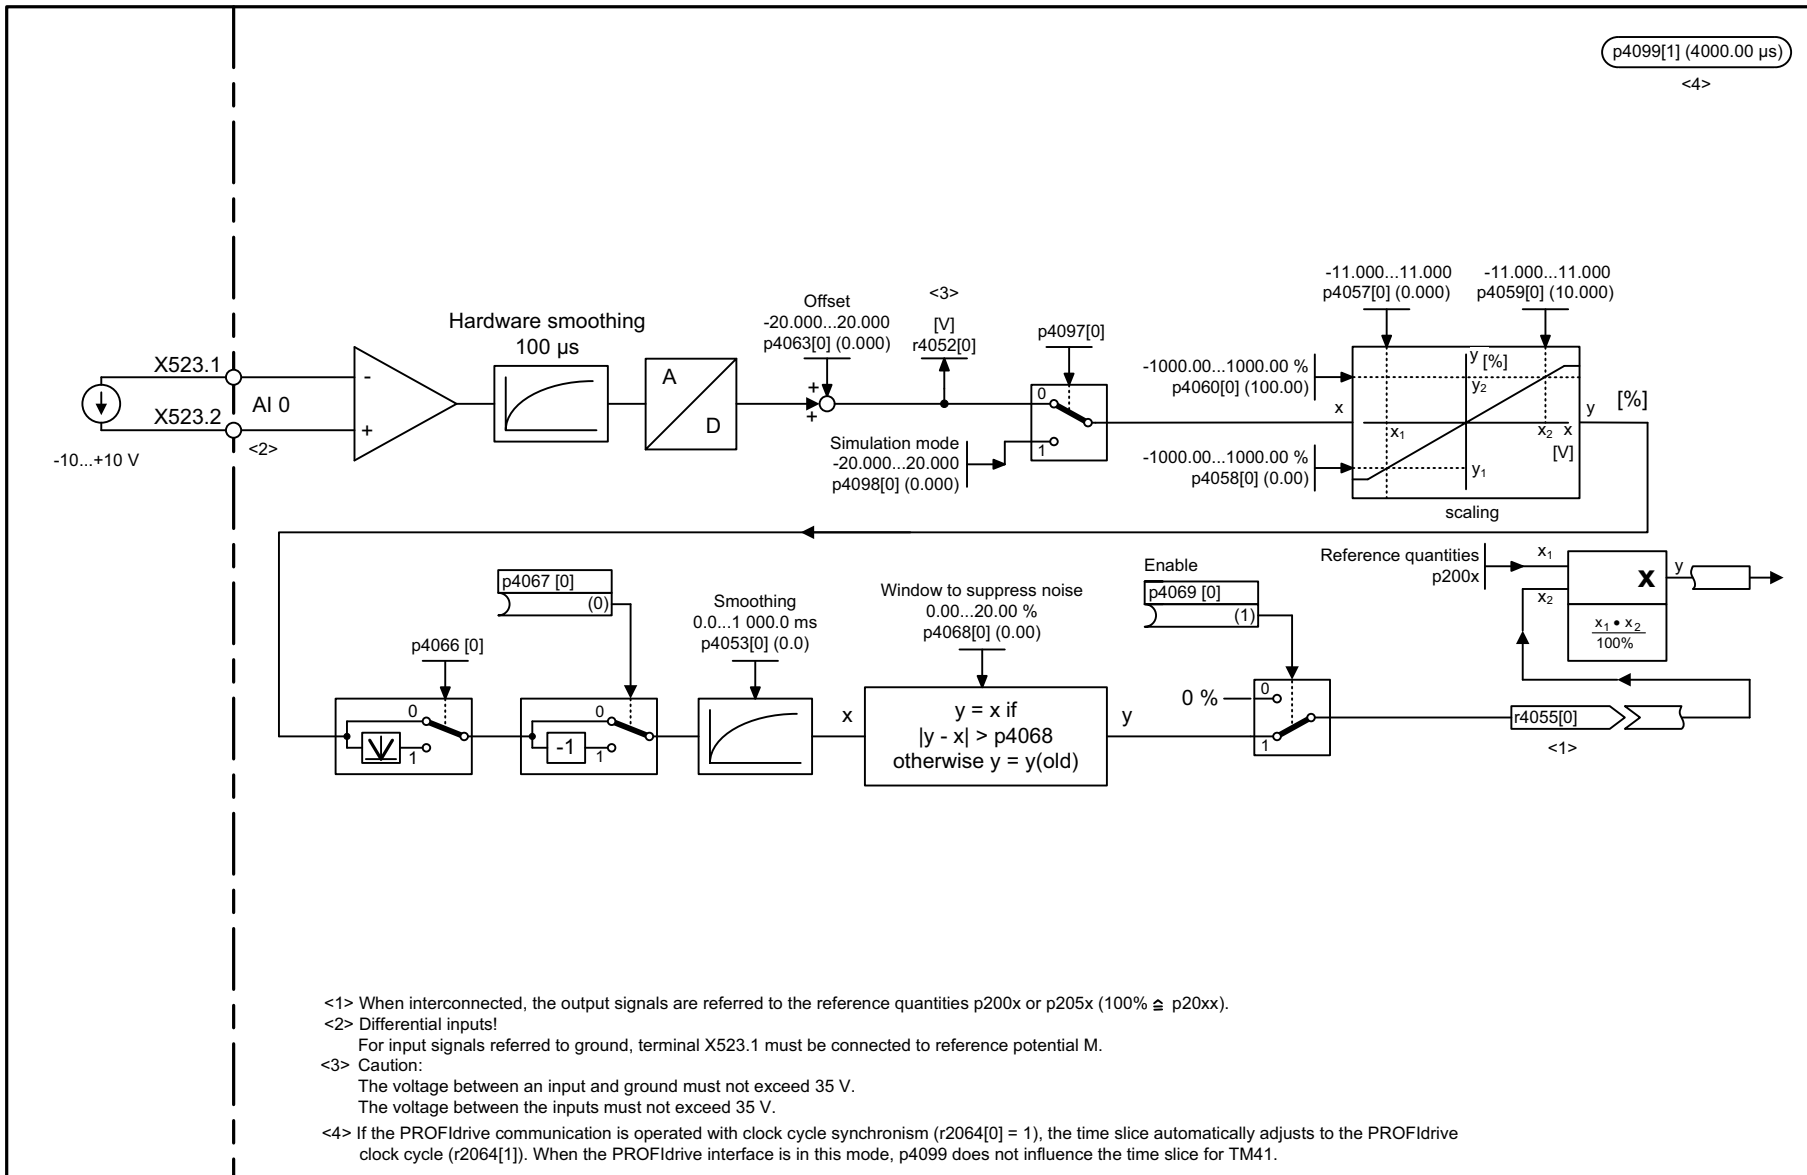 p4099[1] (4000.00 µs)
<4>
-10...+10 V
X523.1
X523.2
AI 0
<2>
-
+
Hardware smoothing
100 µs
A
D
Offset
-20.000...20.000
p4063[0] (0.000)
+
+
<3>
[V]
r4052[0]
Simulation mode
-20.000...20.000
p4098[0] (0.000)
p4097[0]
0
1
-11.000...11.000
p4057[0] (0.000)
-11.000...11.000
p4059[0] (10.000)
-1000.00...1000.00 %
p4060[0] (100.00)
x
-1000.00...1000.00 %
p4058[0] (0.00)
y [%]
y₂
x₁
x₂
x
[V]
y₁
scaling
y
[%]
p4066 [0]
0
1
p4067 [0]
(0)
0
-1
1
Smoothing
0.0...1 000.0 ms
p4053[0] (0.0)
x
Window to suppress noise
0.00...20.00 %
p4068[0] (0.00)
y = x if
|y - x| > p4068
otherwise y = y(old)
y
Enable
p4069 [0]
(1)
0 %
0
1
r4055[0]
<1>
Reference quantities
p200x
x₁
x₂
X
x₁ • x₂
100%
y
<1> When interconnected, the output signals are referred to the reference quantities p200x or p205x (100% ≙ p20xx).
<2> Differential inputs!
For input signals referred to ground, terminal X523.1 must be connected to reference potential M.
<3> Caution:
The voltage between an input and ground must not exceed 35 V.
The voltage between the inputs must not exceed 35 V.
<4> If the PROFIdrive communication is operated with clock cycle synchronism (r2064[0] = 1), the time slice automatically adjusts to the PROFIdrive
clock cycle (r2064[1]). When the PROFIdrive interface is in this mode, p4099 does not influence the time slice for TM41.